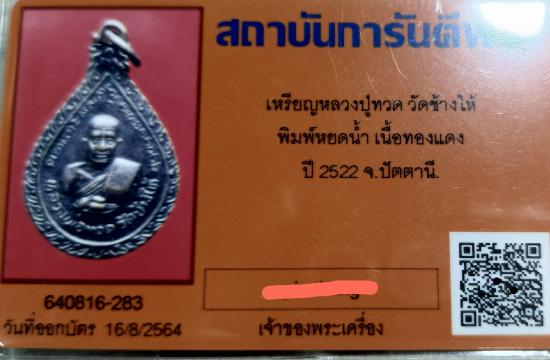 สถาบันการันตีพระ
เหรียญหลวงปู่ทวด วัดช้างให้
พิมพ์หยดน้ำ เนื้อทองแดง
ปี 2522 จ.ปัตตานี.
640816-283
วันที่ออกบัตร 16/8/2564
เจ้าของพระเครื่อง